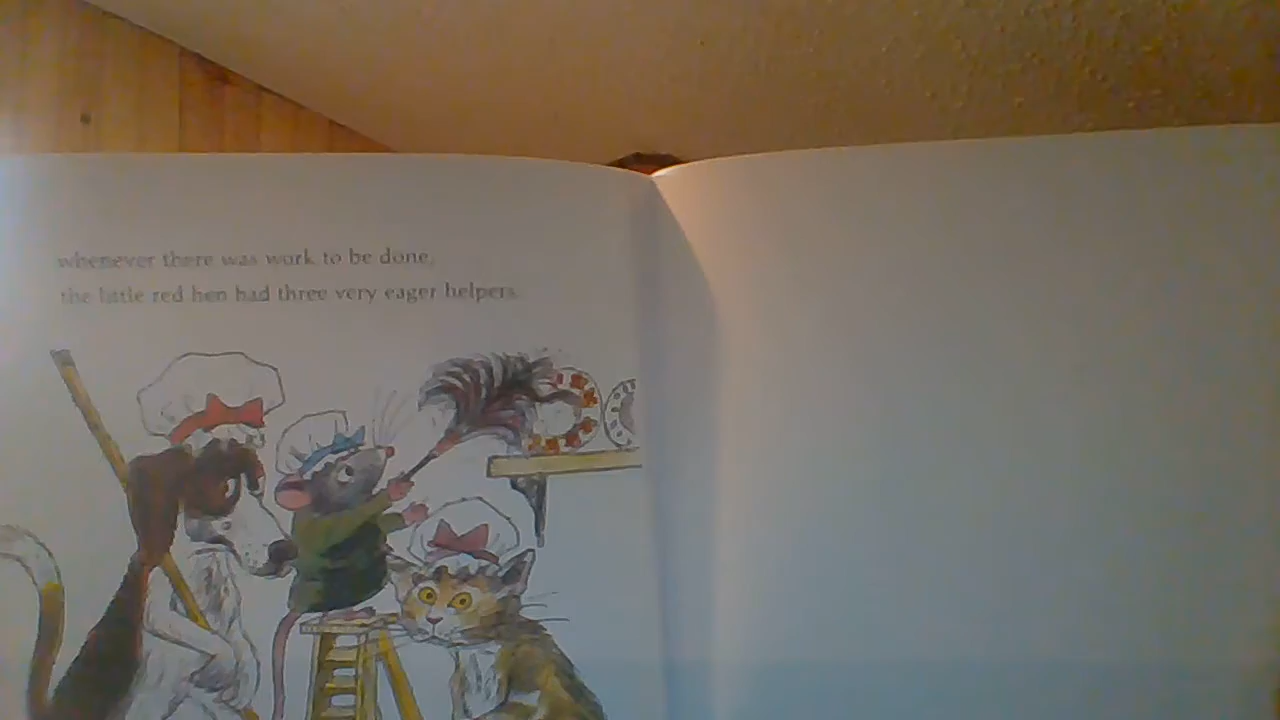 whenever there was work to be done,
the little red hen had three very eager helpers.